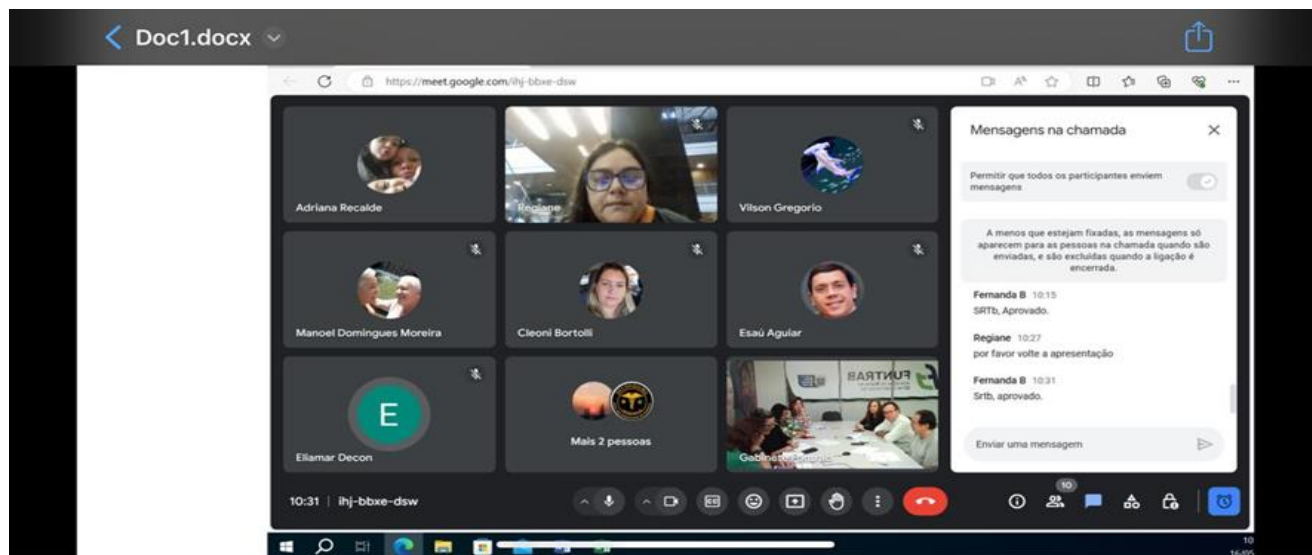 Doc1.docx
https://meet.google.com/ihj-bbxe-dsw
Adriana Recalde
Regiane
Vilson Gregorio
Manoel Domingues Moreira
Cleoni Bortolli
Esaú Aguiar
E
Eliamar Decon
Mais 2 pessoas
FUNTRAB
Mensagens na chamada
Permitir que todos os participantes enviem
mensagens
A menos que estejam fixadas, as mensagens só
aparecem para as pessoas na chamada quando são
enviadas, e são excluídas quando a ligação é
encerrada.
Fernanda B 10:15
SRTb, Aprovado.
Regiane 10:27
por favor volte a apresentação
Fernanda B 10:31
Srtb, aprovado.
Enviar uma mensagem
10:31 | ihj-bbxe-dsw
10
10
16/05